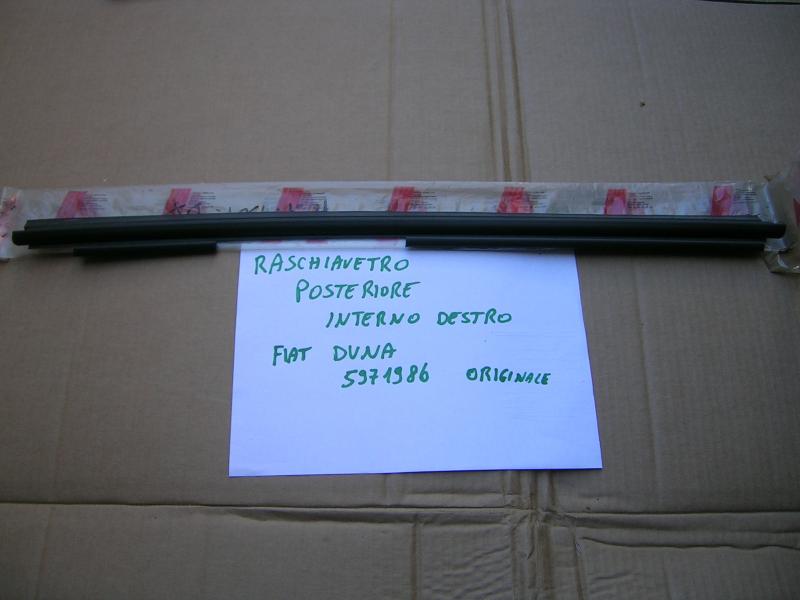 RASCHIAVETRO
POSTERIORE
INTERNO DESTRO
FIAT DUNA
5971986 ORIGINALE